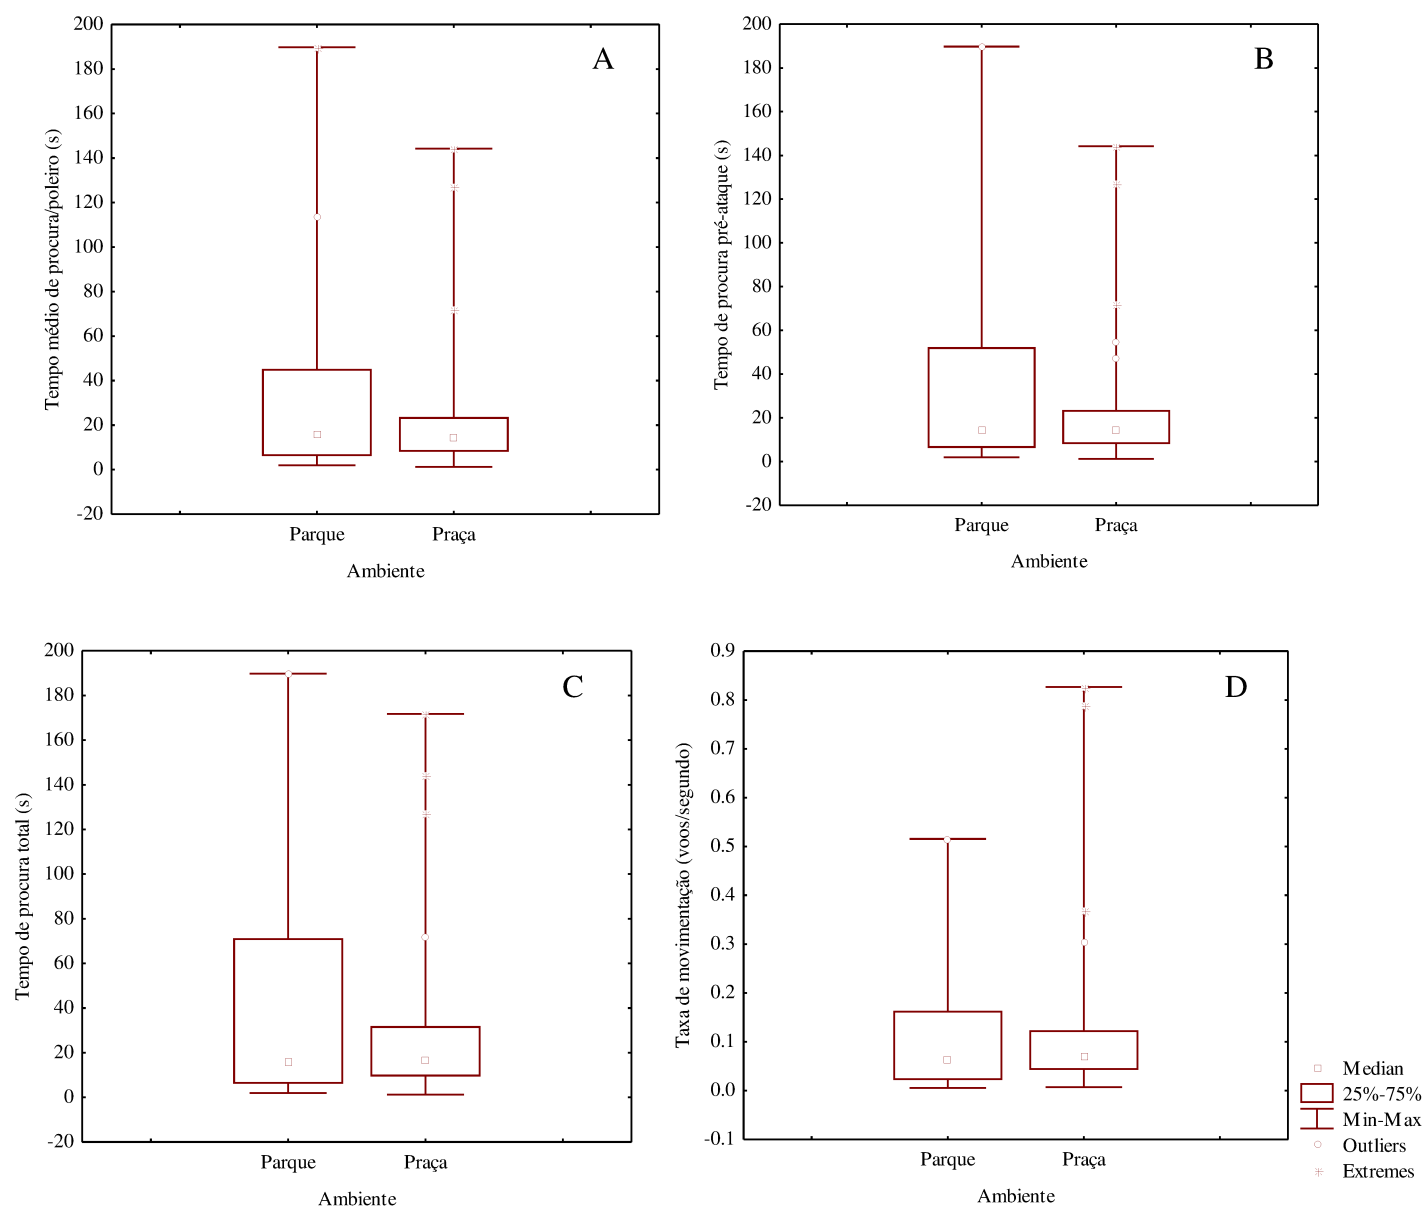 A
Tempo médio de procura/poleiro (s)
200
180
160
140
120
100
80
60
40
20
0
-20
Parque Praça
Ambiente
B
Tempo de procura pré-ataque (s)
200
180
160
140
120
100
80
60
40
20
0
-20
Parque Praça
Ambiente
C
Tempo de procura total (s)
200
180
160
140
120
100
80
60
40
20
0
-20
Parque Praça
Ambiente
D
Taxa de movimentação (voos/segundo)
0.9
0.8
0.7
0.6
0.5
0.4
0.3
0.2
0.1
0.0
-0.1
Parque Praça
Ambiente
Median
25%-75%
Min-Max
Outliers
Extremes